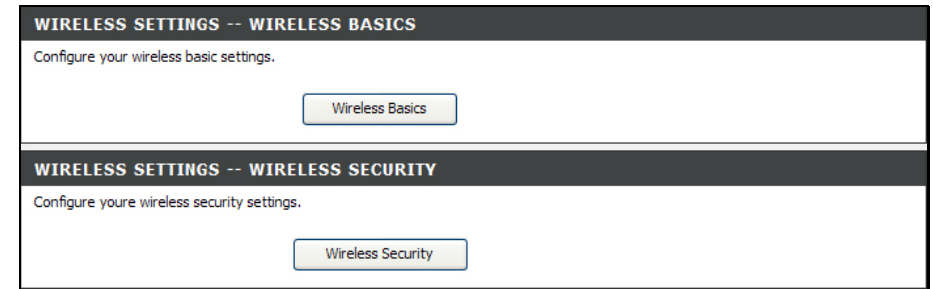 WIRELESS SETTINGS -- WIRELESS BASICS
Configure your wireless basic settings.
Wireless Basics
WIRELESS SETTINGS -- WIRELESS SECURITY
Configure youre wireless security settings.
Wireless Security